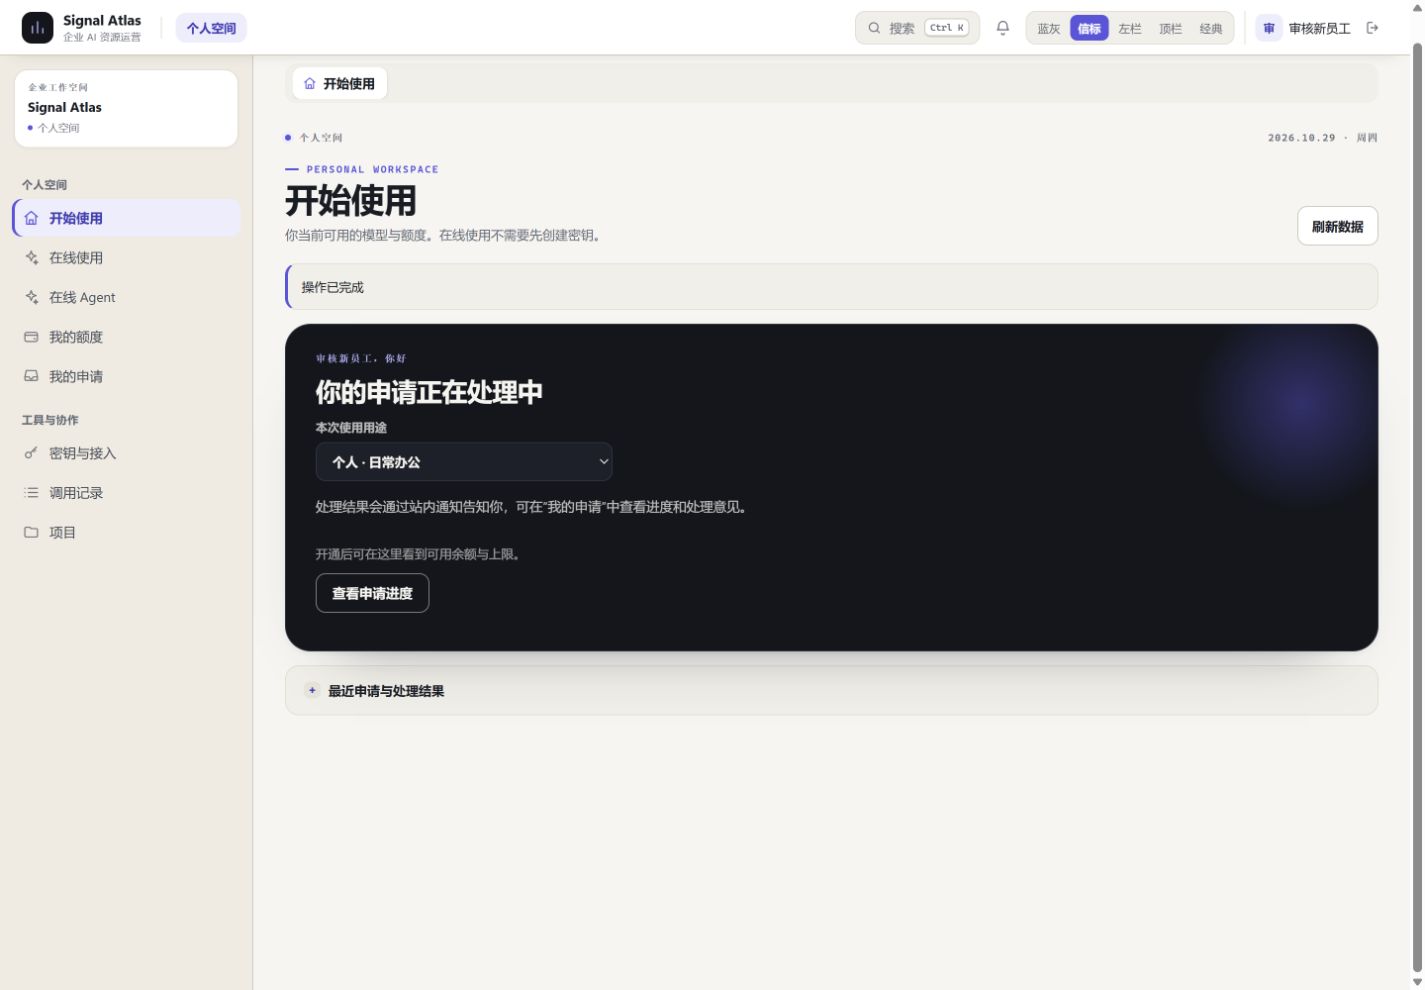 Signal Atlas
企业 AI 资源运营
个人空间
搜索 Ctrl K
蓝灰 信标 左栏 顶栏 经典
审 审核新员工
企业工作空间
Signal Atlas
个人空间
个人空间
开始使用
在线使用
在线 Agent
我的额度
我的申请
工具与协作
密钥与接入
调用记录
项目
开始使用
个人空间
2026.10.29 · 周四
PERSONAL WORKSPACE
开始使用
你当前可用的模型与额度。在线使用不需要先创建密钥。
刷新数据
操作已完成
审核新员工，你好
你的申请正在处理中
本次使用用途
个人 · 日常办公
处理结果会通过站内通知告知你，可在“我的申请”中查看进度和处理意见。
开通后可在这里看到可用余额与上限。
查看申请进度
+ 最近申请与处理结果